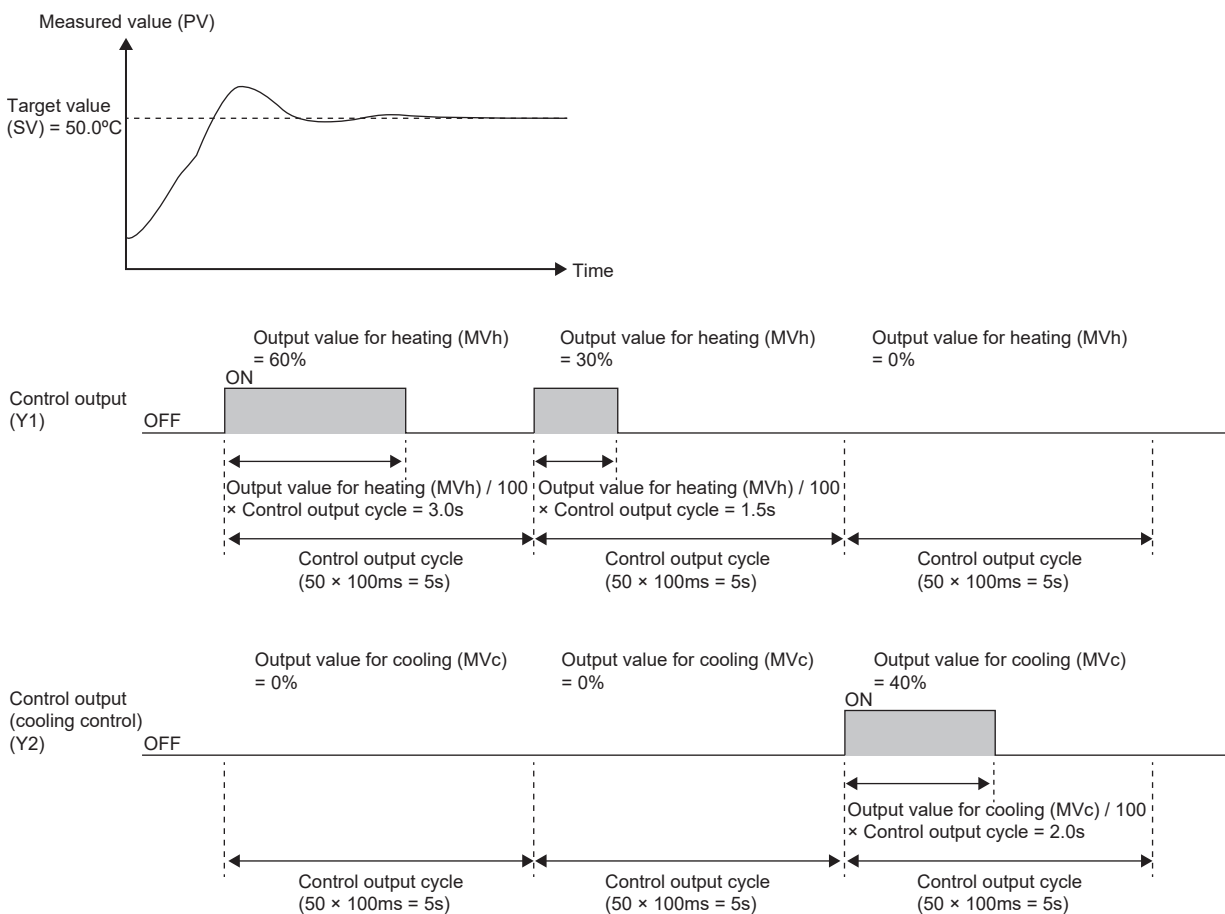 Measured value (PV)
Target value
(SV) = 50.0ºC
Time
Output value for heating (MVh)
= 60%
Output value for heating (MVh)
= 30%
Output value for heating (MVh)
= 0%
ON
Control output
(Y1)
OFF
Output value for heating (MVh) / 100
× Control output cycle = 3.0s
Output value for heating (MVh) / 100
× Control output cycle = 1.5s
Control output cycle
(50 × 100ms = 5s)
Control output cycle
(50 × 100ms = 5s)
Control output cycle
(50 × 100ms = 5s)
Output value for cooling (MVc)
= 0%
Output value for cooling (MVc)
= 0%
Output value for cooling (MVc)
= 40%
ON
Control output
(cooling control)
(Y2)
OFF
Output value for cooling (MVc) / 100
× Control output cycle = 2.0s
Control output cycle
(50 × 100ms = 5s)
Control output cycle
(50 × 100ms = 5s)
Control output cycle
(50 × 100ms = 5s)